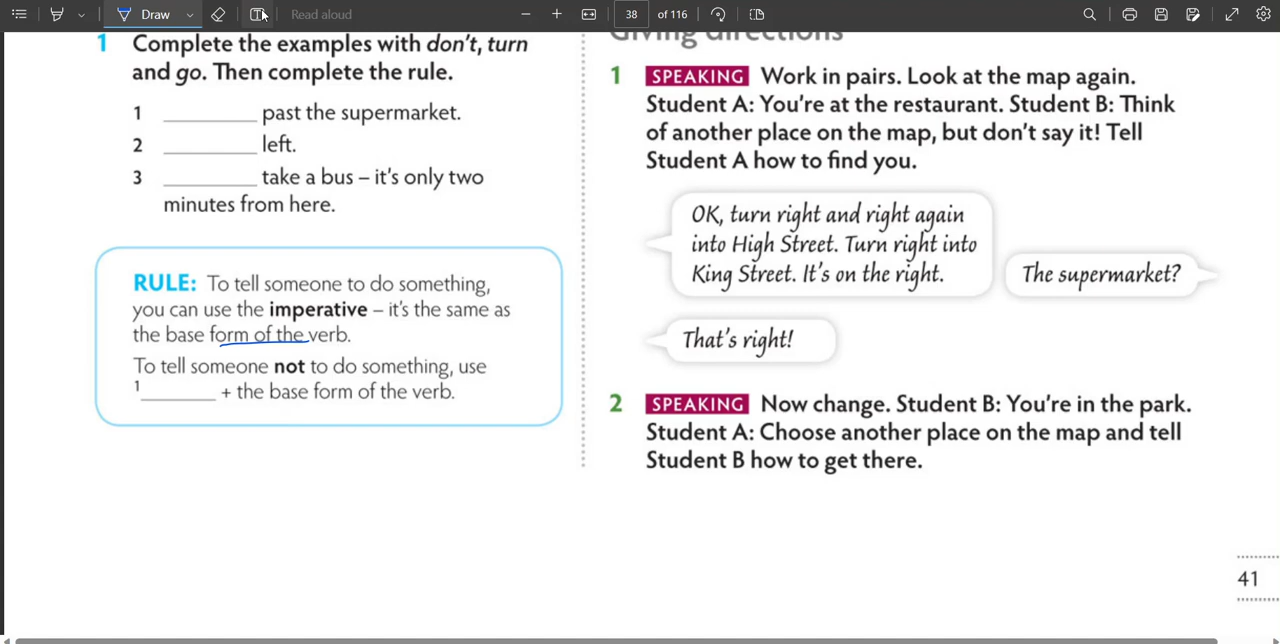 Draw
Read aloud
38 of 116
1 Complete the examples with don't, turn
and go. Then complete the rule.
1 ________ past the supermarket.
2 ________ left.
3 ________ take a bus – it's only two
minutes from here.
RULE: To tell someone to do something,
you can use the imperative – it's the same as
the base form of the verb.
To tell someone not to do something, use
1 ________ + the base form of the verb.
Giving directions
1 SPEAKING Work in pairs. Look at the map again.
Student A: You're at the restaurant. Student B: Think
of another place on the map, but don't say it! Tell
Student A how to find you.
OK, turn right and right again
into High Street. Turn right into
King Street. It's on the right.
The supermarket?
That's right!
2 SPEAKING Now change. Student B: You're in the park.
Student A: Choose another place on the map and tell
Student B how to get there.
41